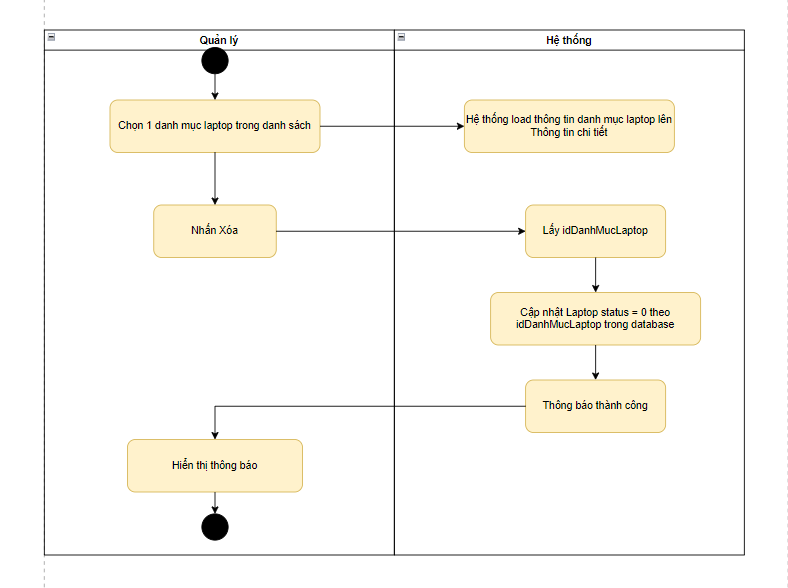 Quản lý
Hệ thống
Chọn 1 danh mục laptop trong danh sách
Hệ thống load thông tin danh mục laptop lên
Thông tin chi tiết
Nhấn Xóa
Lấy idDanhMucLaptop
Cập nhật Laptop status = 0 theo
idDanhMucLaptop trong database
Thông báo thành công
Hiển thị thông báo